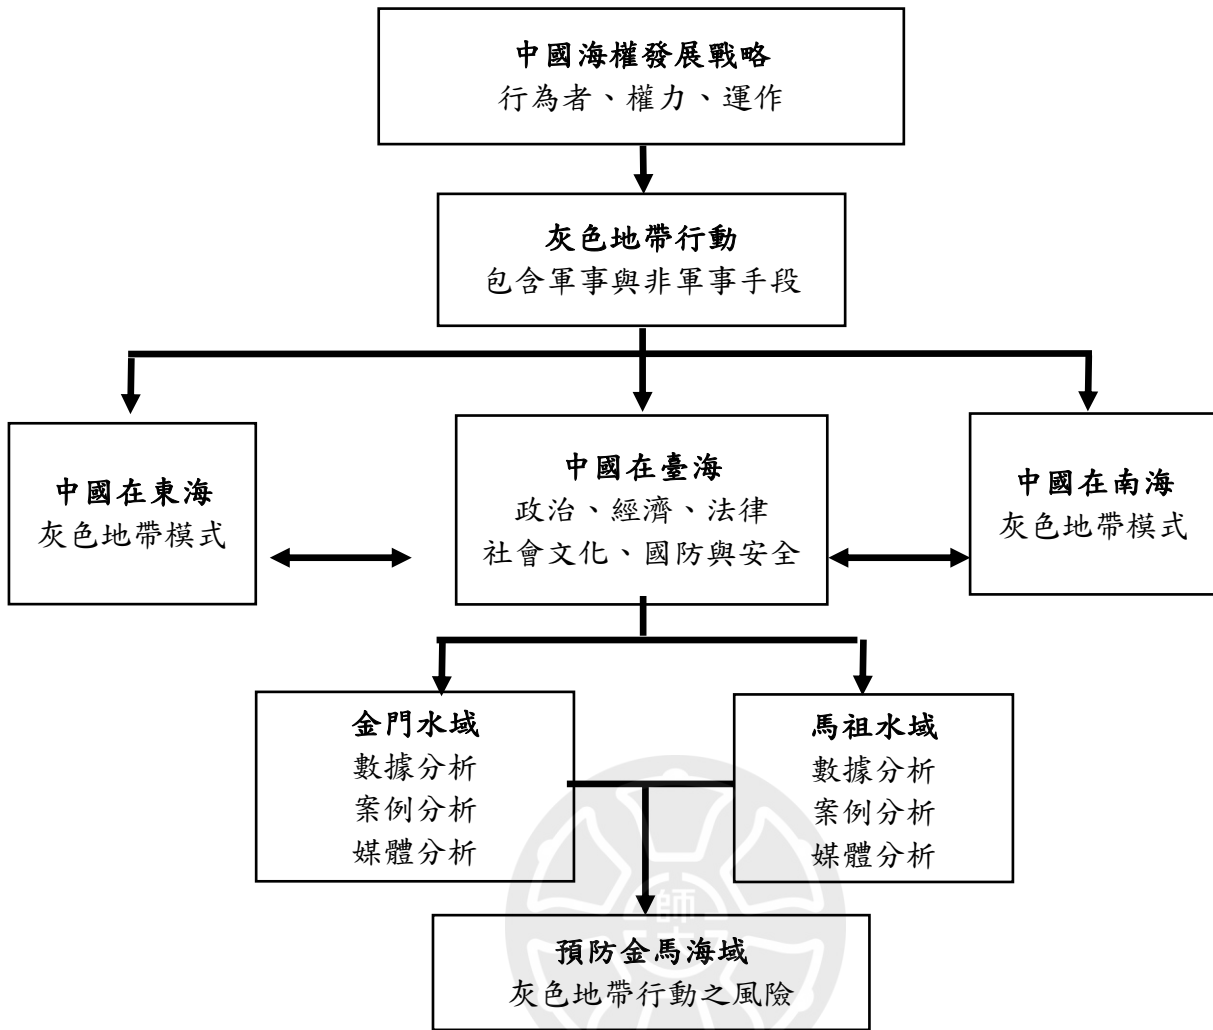 中國海權發展戰略
行為者、權力、運作
灰色地帶行動
包含軍事與非軍事手段
中國在東海
灰色地帶模式
中國在臺海
政治、經濟、法律
社會文化、國防與安全
中國在南海
灰色地帶模式
金門水域
數據分析
案例分析
媒體分析
馬祖水域
數據分析
案例分析
媒體分析
師
大
預防金馬海域
灰色地帶行動之風險